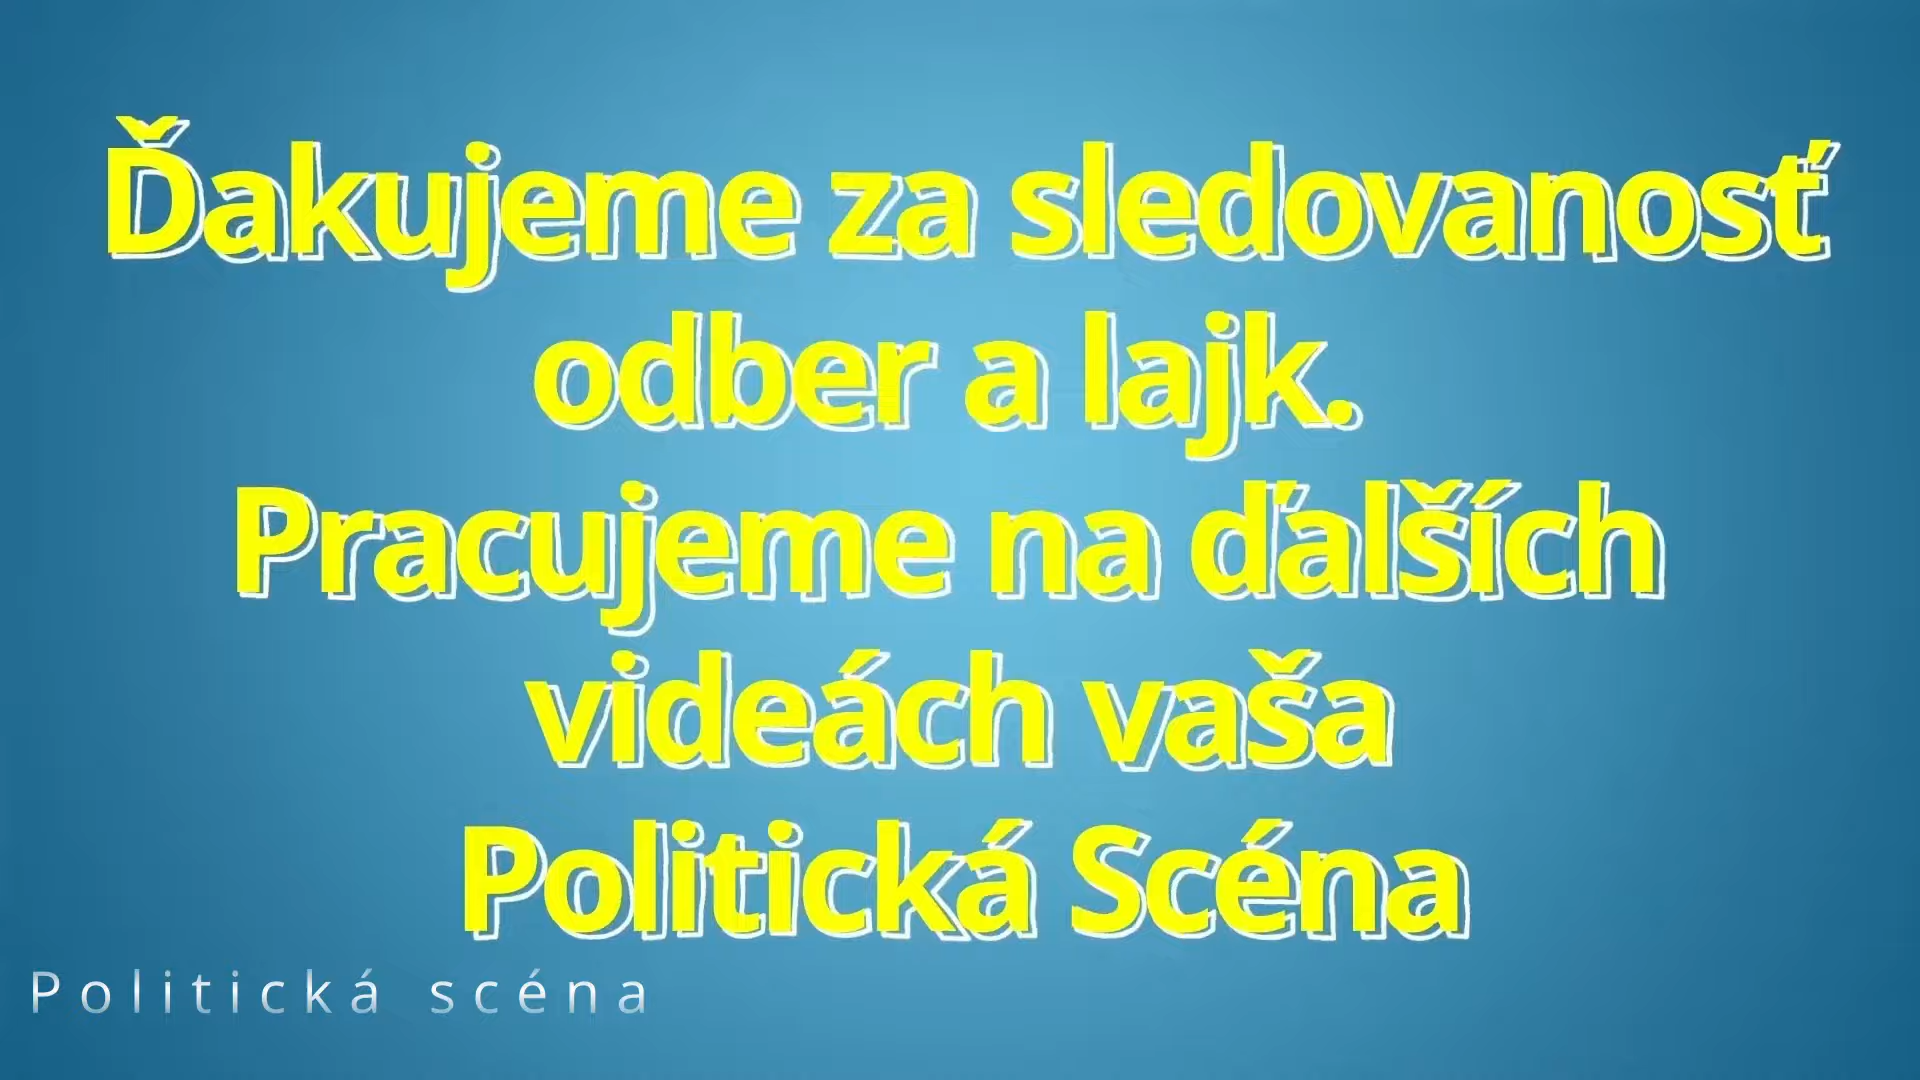 Ďakujeme za sledovanosť
odber a lajk.
Pracujeme na ďalších
videách vaša
Politická Scéna
Politická scéna